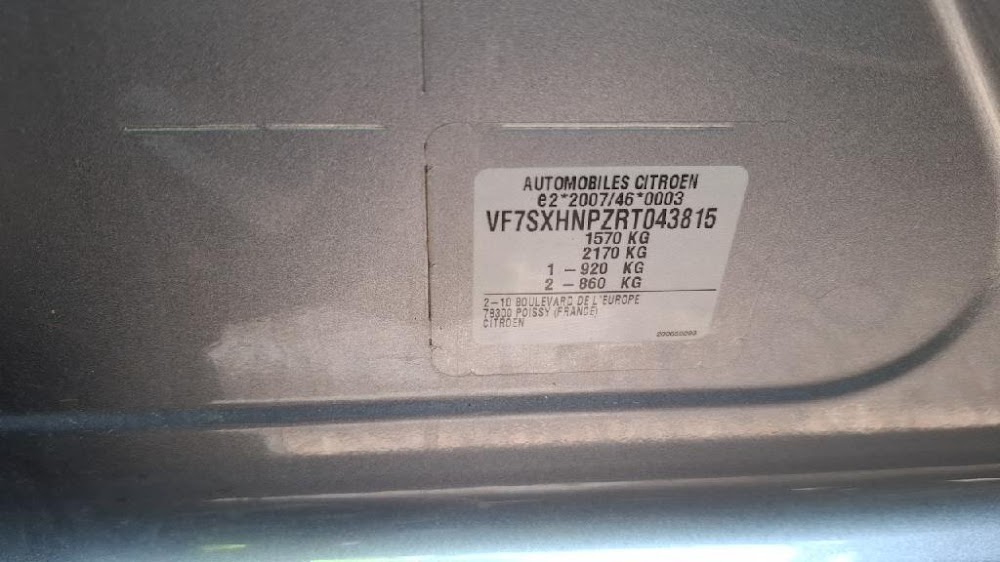 AUTOMOBILES CITROEN
e2*2007/46*0003
VF7SXHNPZRT043815
1570 KG
2170 KG
1 – 920 KG
2 – 860 KG
2–10 BOULEVARD DE L'EUROPE
78300 POISSY (FRANCE)
CITROEN